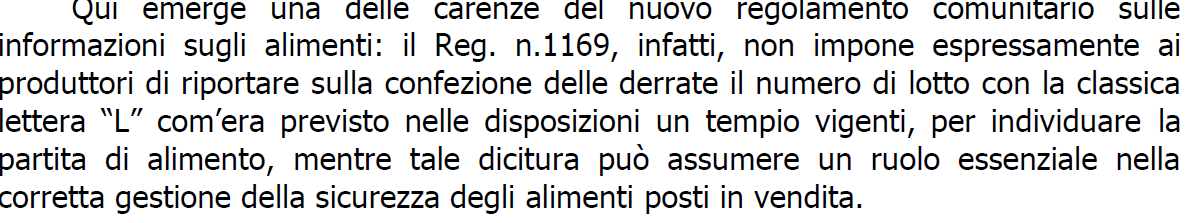 Qui emerge una delle carenze del nuovo regolamento comunitario sulle
informazioni sugli alimenti: il Reg. n.1169, infatti, non impone espressamente ai
produttori di riportare sulla confezione delle derrate il numero di lotto con la classica
lettera “L” com’era previsto nelle disposizioni un tempio vigenti, per individuare la
partita di alimento, mentre tale dicitura può assumere un ruolo essenziale nella
corretta gestione della sicurezza degli alimenti posti in vendita.